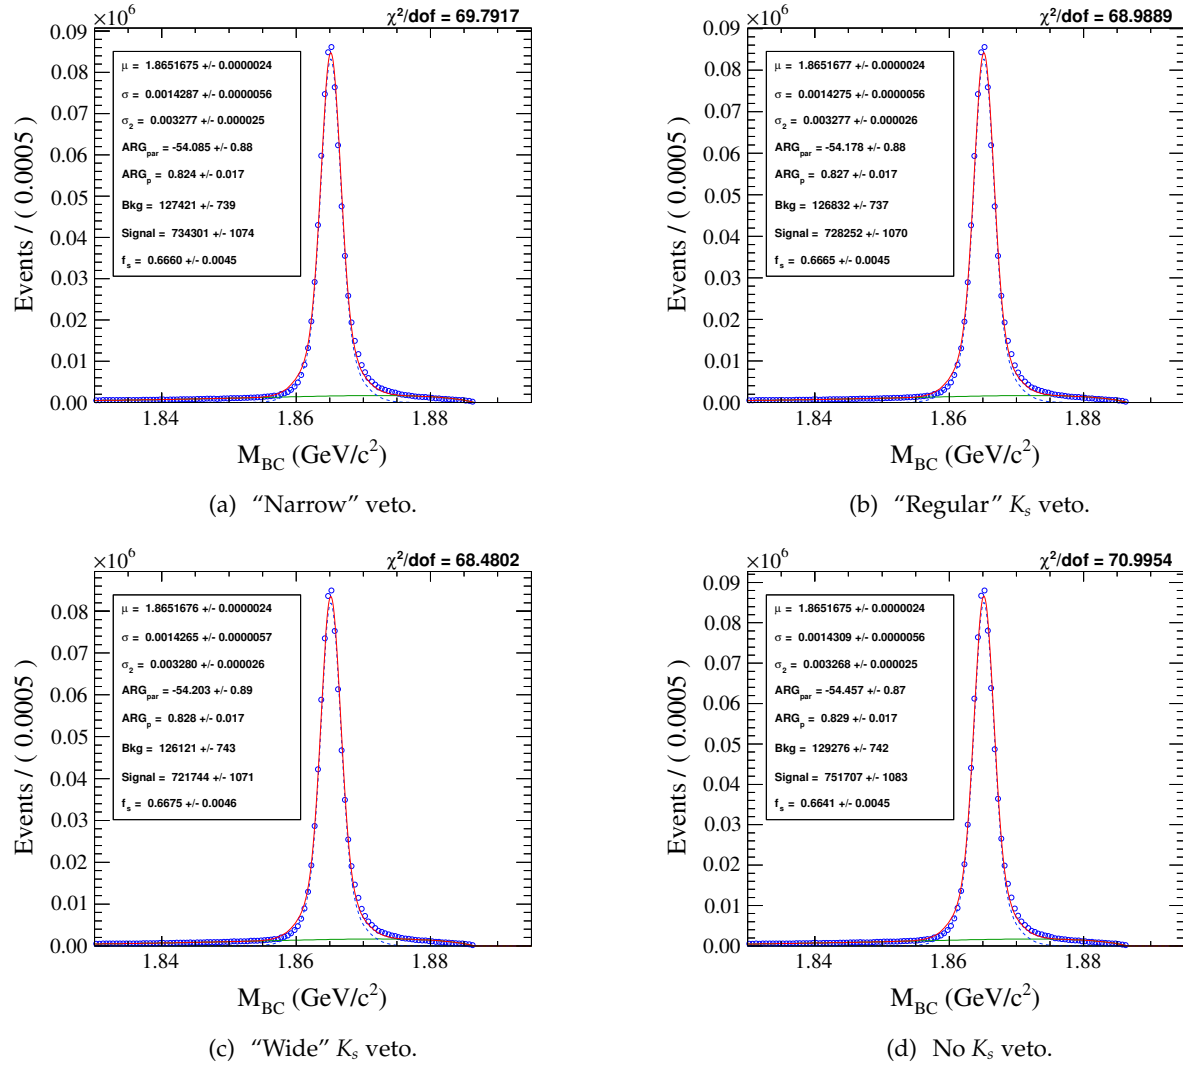 ×10⁶
χ²/dof = 69.7917
0.09
0.08
0.07
0.06
0.05
0.04
0.03
0.02
0.01
0.00
Events / ( 0.0005 )
μ = 1.8651675 +/- 0.0000024
σ = 0.0014287 +/- 0.0000056
σ₂ = 0.003277 +/- 0.000025
ARG_par = -54.085 +/- 0.88
ARG_p = 0.824 +/- 0.017
Bkg = 127421 +/- 739
Signal = 734301 +/- 1074
f_s = 0.6660 +/- 0.0045
1.84 1.86 1.88
M_BC (GeV/c²)
(a) “Narrow” veto.
×10⁶
χ²/dof = 68.9889
0.09
0.08
0.07
0.06
0.05
0.04
0.03
0.02
0.01
0.00
Events / ( 0.0005 )
μ = 1.8651677 +/- 0.0000024
σ = 0.0014275 +/- 0.0000056
σ₂ = 0.003277 +/- 0.000026
ARG_par = -54.178 +/- 0.88
ARG_p = 0.827 +/- 0.017
Bkg = 126832 +/- 737
Signal = 728252 +/- 1070
f_s = 0.6665 +/- 0.0045
1.84 1.86 1.88
M_BC (GeV/c²)
(b) “Regular” K_s veto.
×10⁶
χ²/dof = 68.4802
0.08
0.07
0.06
0.05
0.04
0.03
0.02
0.01
0.00
Events / ( 0.0005 )
μ = 1.8651676 +/- 0.0000024
σ = 0.0014265 +/- 0.0000057
σ₂ = 0.003280 +/- 0.000026
ARG_par = -54.203 +/- 0.89
ARG_p = 0.828 +/- 0.017
Bkg = 126121 +/- 743
Signal = 721744 +/- 1071
f_s = 0.6675 +/- 0.0046
1.84 1.86 1.88
M_BC (GeV/c²)
(c) “Wide” K_s veto.
×10⁶
χ²/dof = 70.9954
0.09
0.08
0.07
0.06
0.05
0.04
0.03
0.02
0.01
0.00
Events / ( 0.0005 )
μ = 1.8651675 +/- 0.0000024
σ = 0.0014309 +/- 0.0000056
σ₂ = 0.003268 +/- 0.000025
ARG_par = -54.457 +/- 0.87
ARG_p = 0.829 +/- 0.017
Bkg = 129276 +/- 742
Signal = 751707 +/- 1083
f_s = 0.6641 +/- 0.0045
1.84 1.86 1.88
M_BC (GeV/c²)
(d) No K_s veto.